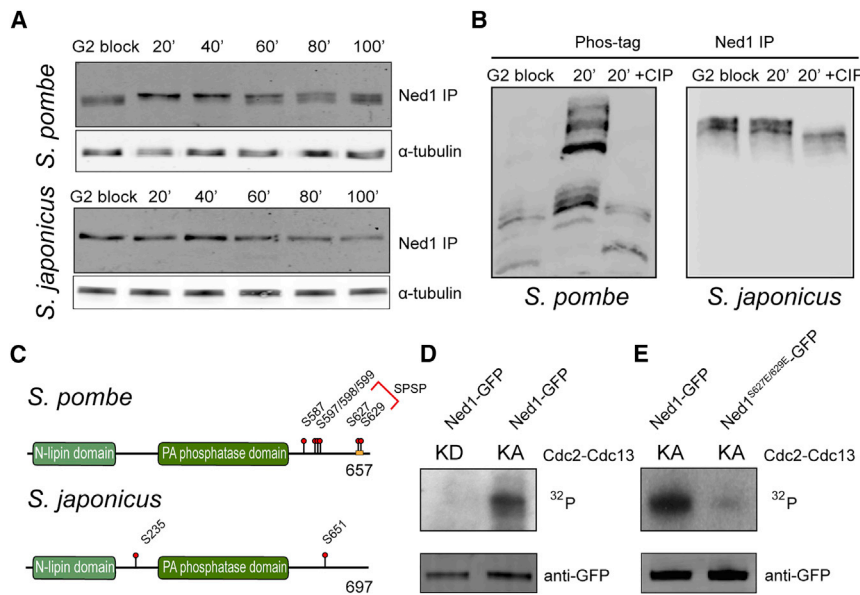 A
G2 block 20' 40' 60' 80' 100'
S. pombe
Ned1 IP
α-tubulin
G2 block 20' 40' 60' 80' 100'
S. japonicus
Ned1 IP
α-tubulin
B
Phos-tag Ned1 IP
G2 block 20' 20' +CIP G2 block 20' 20' +CIP
S. pombe S. japonicus
C
S. pombe
S587
S597/598/599
S627
S629
SPSP
N-lipin domain PA phosphatase domain
657
S. japonicus
S235 S651
N-lipin domain PA phosphatase domain
697
D
Ned1-GFP Ned1-GFP
KD KA Cdc2-Cdc13
32P
anti-GFP
E
Ned1-GFP Ned1S627E/629E-GFP
KA KA Cdc2-Cdc13
32P
anti-GFP